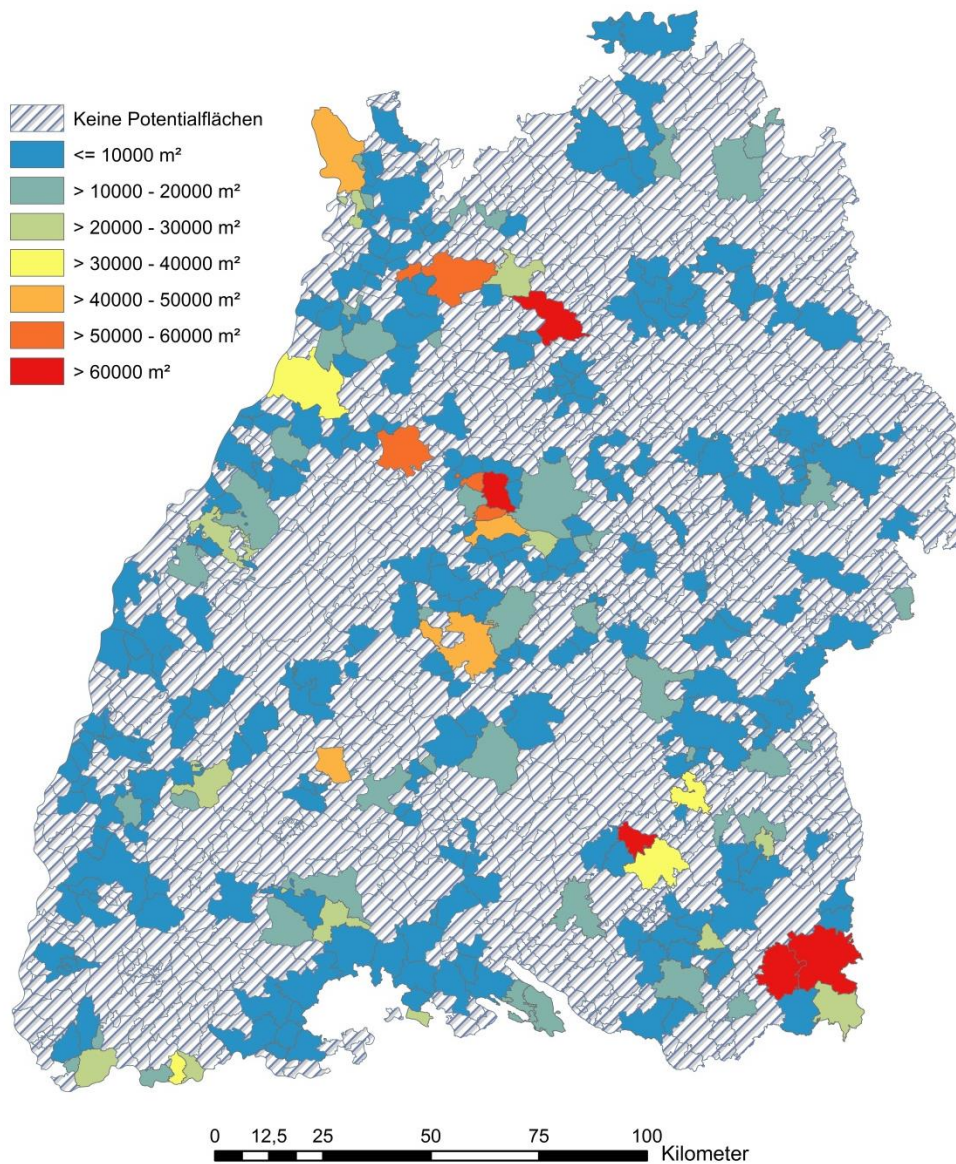 Keine Potentialflächen
<= 10000 m²
> 10000 - 20000 m²
> 20000 - 30000 m²
> 30000 - 40000 m²
> 40000 - 50000 m²
> 50000 - 60000 m²
> 60000 m²
0 12,5 25 50 75 100
Kilometer